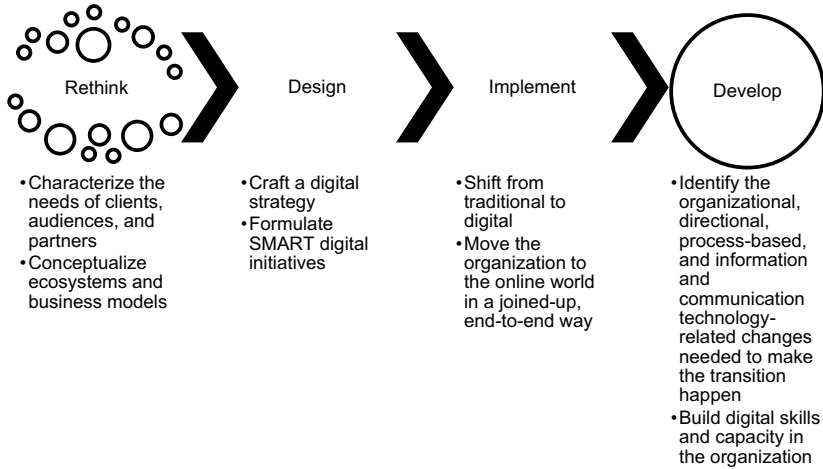 Rethink
Design
Implement
Develop
•Characterize the
needs of clients,
audiences, and
partners
•Conceptualize
ecosystems and
business models
•Craft a digital
strategy
•Formulate
SMART digital
initiatives
•Shift from
traditional to
digital
•Move the
organization to
the online world
in a joined-up,
end-to-end way
•Identify the
organizational,
directional,
process-based,
and information
and
communication
technology-
related changes
needed to make
the transition
happen
•Build digital skills
and capacity in
the organization